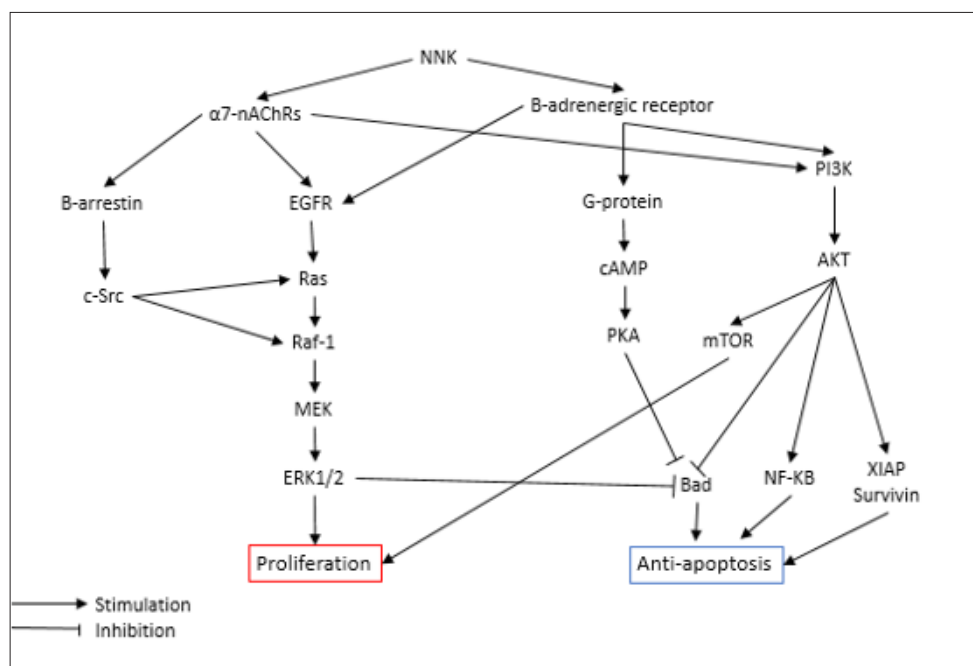 NNK
α7-nAChRs
B-adrenergic receptor
PI3K
B-arrestin
EGFR
G-protein
AKT
cAMP
Ras
c-Src
PKA
mTOR
Raf-1
MEK
ERK1/2
Bad
NF-KB
XIAP
Survivin
Proliferation
Anti-apoptosis
Stimulation
Inhibition